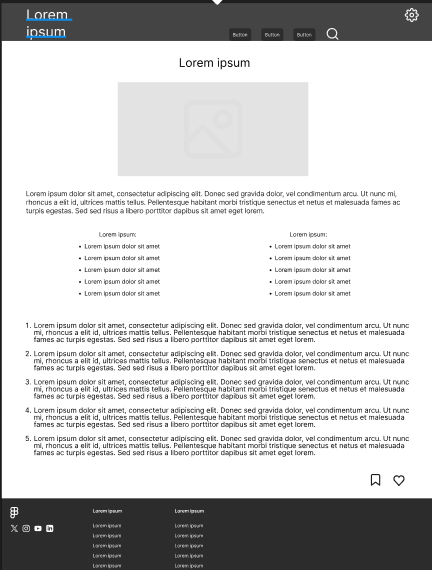 Lorem
ipsum
Button
Button
Button
Lorem ipsum
Lorem ipsum dolor sit amet, consectetur adipiscing elit. Donec sed gravida dolor, vel condimentum arcu. Ut nunc mi,
rhoncus a elit id, ultrices mattis tellus. Pellentesque habitant morbi tristique senectus et netus et malesuada fames ac
turpis egestas. Sed sed risus a libero porttitor dapibus sit amet eget lorem.
Lorem ipsum:
• Lorem ipsum dolor sit amet
• Lorem ipsum dolor sit amet
• Lorem ipsum dolor sit amet
• Lorem ipsum dolor sit amet
• Lorem ipsum dolor sit amet
Lorem ipsum:
• Lorem ipsum dolor sit amet
• Lorem ipsum dolor sit amet
• Lorem ipsum dolor sit amet
• Lorem ipsum dolor sit amet
• Lorem ipsum dolor sit amet
1. Lorem ipsum dolor sit amet, consectetur adipiscing elit. Donec sed gravida dolor, vel condimentum arcu. Ut nunc
mi, rhoncus a elit id, ultrices mattis tellus. Pellentesque habitant morbi tristique senectus et netus et malesuada
fames ac turpis egestas. Sed sed risus a libero porttitor dapibus sit amet eget lorem.
2. Lorem ipsum dolor sit amet, consectetur adipiscing elit. Donec sed gravida dolor, vel condimentum arcu. Ut nunc
mi, rhoncus a elit id, ultrices mattis tellus. Pellentesque habitant morbi tristique senectus et netus et malesuada
fames ac turpis egestas. Sed sed risus a libero porttitor dapibus sit amet eget lorem.
3. Lorem ipsum dolor sit amet, consectetur adipiscing elit. Donec sed gravida dolor, vel condimentum arcu. Ut nunc
mi, rhoncus a elit id, ultrices mattis tellus. Pellentesque habitant morbi tristique senectus et netus et malesuada
fames ac turpis egestas. Sed sed risus a libero porttitor dapibus sit amet eget lorem.
4. Lorem ipsum dolor sit amet, consectetur adipiscing elit. Donec sed gravida dolor, vel condimentum arcu. Ut nunc
mi, rhoncus a elit id, ultrices mattis tellus. Pellentesque habitant morbi tristique senectus et netus et malesuada
fames ac turpis egestas. Sed sed risus a libero porttitor dapibus sit amet eget lorem.
5. Lorem ipsum dolor sit amet, consectetur adipiscing elit. Donec sed gravida dolor, vel condimentum arcu. Ut nunc
mi, rhoncus a elit id, ultrices mattis tellus. Pellentesque habitant morbi tristique senectus et netus et malesuada
fames ac turpis egestas. Sed sed risus a libero porttitor dapibus sit amet eget lorem.
Lorem ipsum
Lorem ipsum
Lorem ipsum
Lorem ipsum
Lorem ipsum
Lorem ipsum
Lorem ipsum
Lorem ipsum
Lorem ipsum
Lorem ipsum
Lorem ipsum
Lorem ipsum